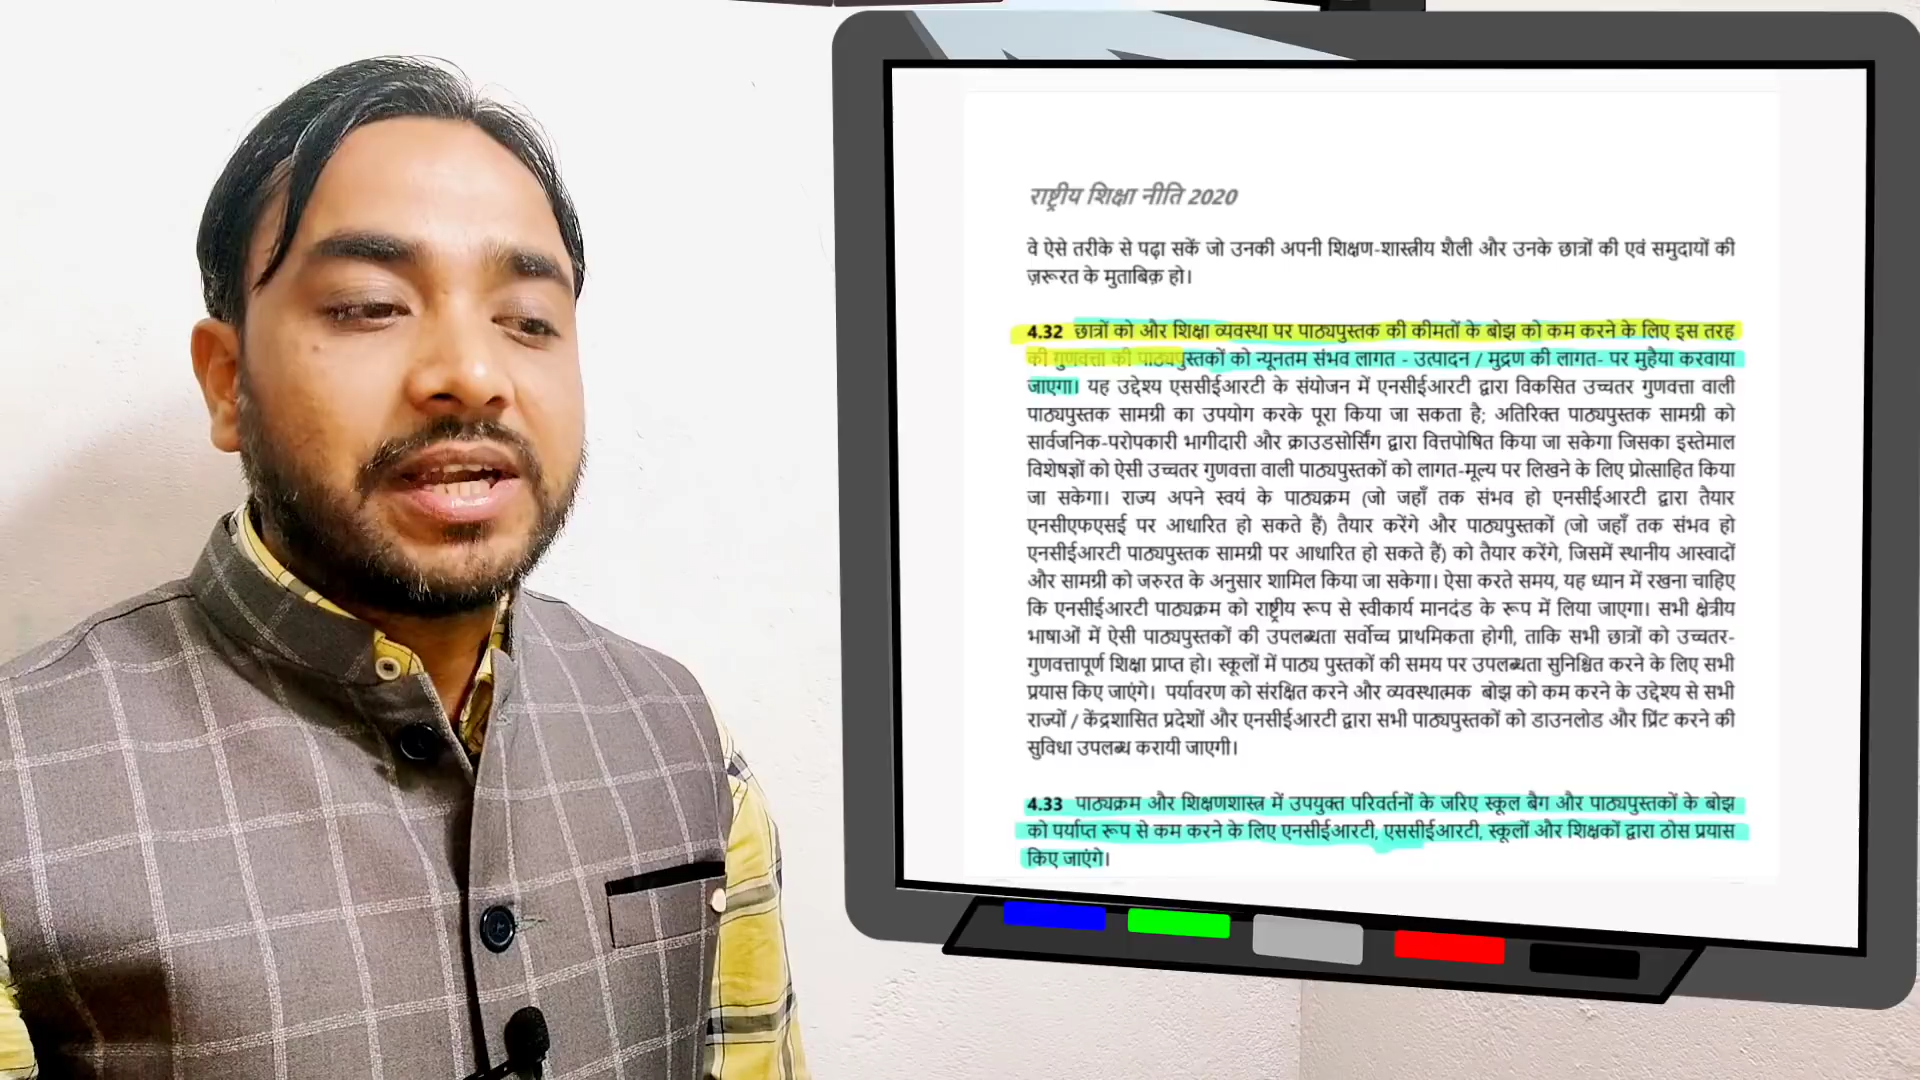 राष्ट्रीय शिक्षा नीति 2020
वे ऐसे तरीके से पढ़ा सकें जो उनकी अपनी शिक्षण-शास्त्रीय शैली और उनके छात्रों की एवं समुदायों की
ज़रूरत के मुताबिक़ हो।
4.32 छात्रों को और शिक्षा व्यवस्था पर पाठ्यपुस्तक की कीमतों के बोझ को कम करने के लिए इस तरह
की गुणवत्ता की पाठ्यपुस्तकों को न्यूनतम संभव लागत - उत्पादन / मुद्रण की लागत- पर मुहैया करवाया
जाएगा। यह उद्देश्य एससीईआरटी के संयोजन में एनसीईआरटी द्वारा विकसित उच्चतर गुणवत्ता वाली
पाठ्यपुस्तक सामग्री का उपयोग करके पूरा किया जा सकता है; अतिरिक्त पाठ्यपुस्तक सामग्री को
सार्वजनिक-परोपकारी भागीदारी और क्राउडसोर्सिंग द्वारा वित्तपोषित किया जा सकेगा जिसका इस्तेमाल
विशेषज्ञों को ऐसी उच्चतर गुणवत्ता वाली पाठ्यपुस्तकों को लागत-मूल्य पर लिखने के लिए प्रोत्साहित किया
जा सकेगा। राज्य अपने स्वयं के पाठ्यक्रम (जो जहाँ तक संभव हो एनसीईआरटी द्वारा तैयार
एनसीएफएसई पर आधारित हो सकते हैं) तैयार करेंगे और पाठ्यपुस्तकों (जो जहाँ तक संभव हो
एनसीईआरटी पाठ्यपुस्तक सामग्री पर आधारित हो सकते हैं) को तैयार करेंगे, जिसमें स्थानीय आस्वादों
और सामग्री को जरुरत के अनुसार शामिल किया जा सकेगा। ऐसा करते समय, यह ध्यान में रखना चाहिए
कि एनसीईआरटी पाठ्यक्रम को राष्ट्रीय रूप से स्वीकार्य मानदंड के रूप में लिया जाएगा। सभी क्षेत्रीय
भाषाओं में ऐसी पाठ्यपुस्तकों की उपलब्धता सर्वोच्च प्राथमिकता होगी, ताकि सभी छात्रों को उच्चतर-
गुणवत्तापूर्ण शिक्षा प्राप्त हो। स्कूलों में पाठ्य पुस्तकों की समय पर उपलब्धता सुनिश्चित करने के लिए सभी
प्रयास किए जाएंगे। पर्यावरण को संरक्षित करने और व्यवस्थात्मक बोझ को कम करने के उद्देश्य से सभी
राज्यों / केंद्रशासित प्रदेशों और एनसीईआरटी द्वारा सभी पाठ्यपुस्तकों को डाउनलोड और प्रिंट करने की
सुविधा उपलब्ध करायी जाएगी।
4.33 पाठ्यक्रम और शिक्षणशास्त्र में उपयुक्त परिवर्तनों के जरिए स्कूल बैग और पाठ्यपुस्तकों के बोझ
को पर्याप्त रूप से कम करने के लिए एनसीईआरटी, एससीईआरटी, स्कूलों और शिक्षकों द्वारा ठोस प्रयास
किए जाएंगे।